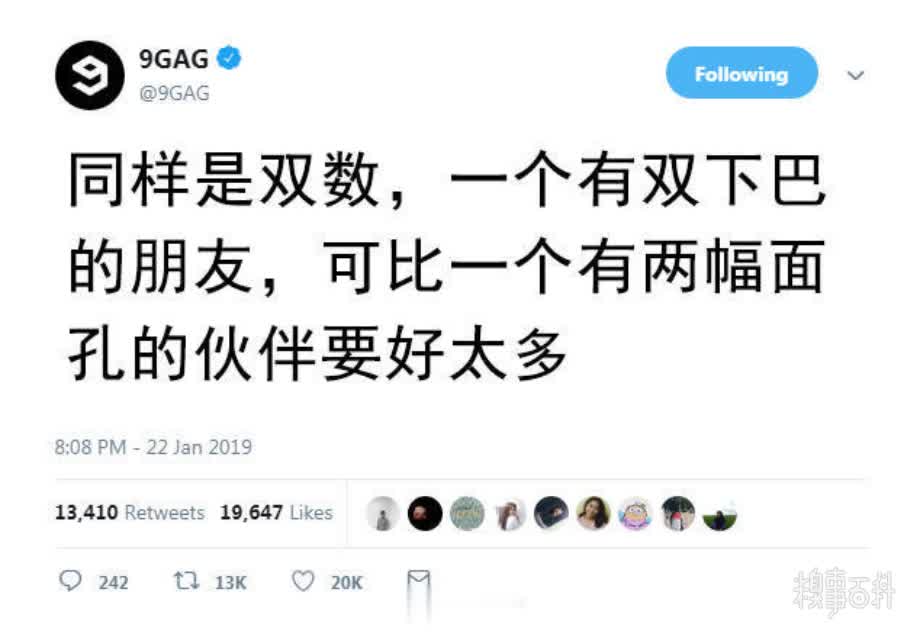 9GAG
@9GAG
Following
同样是双数，一个有双下巴
的朋友，可比一个有两幅面
孔的伙伴要好太多
8:08 PM - 22 Jan 2019
13,410 Retweets 19,647 Likes
242 13K 20K
糗事百科